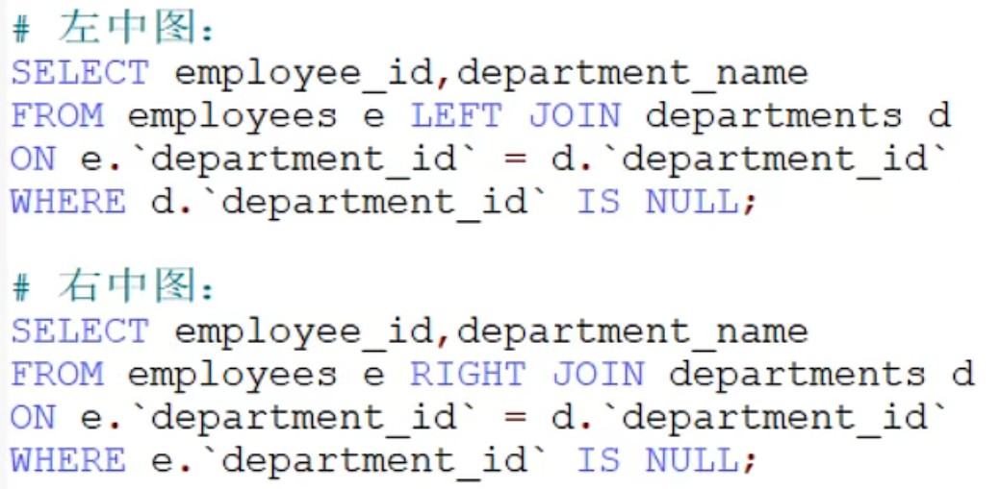 # 左中图：
SELECT employee_id,department_name
FROM employees e LEFT JOIN departments d
ON e.`department_id` = d.`department_id`
WHERE d.`department_id` IS NULL;
# 右中图：
SELECT employee_id,department_name
FROM employees e RIGHT JOIN departments d
ON e.`department_id` = d.`department_id`
WHERE e.`department_id` IS NULL;